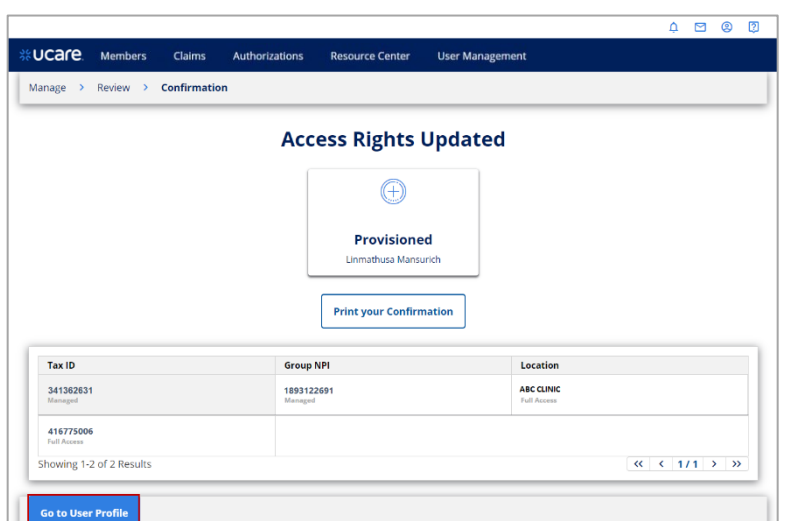 ucare. Members Claims Authorizations Resource Center User Management
Manage > Review > Confirmation
Access Rights Updated
Provisioned
Linmathusa Mansurich
Print your Confirmation
Tax ID Group NPI Location
341362631 1893122691 ABC CLINIC
Managed Managed Full Access
416775006
Full Access
Showing 1-2 of 2 Results << < 1 / 1 > >>
Go to User Profile